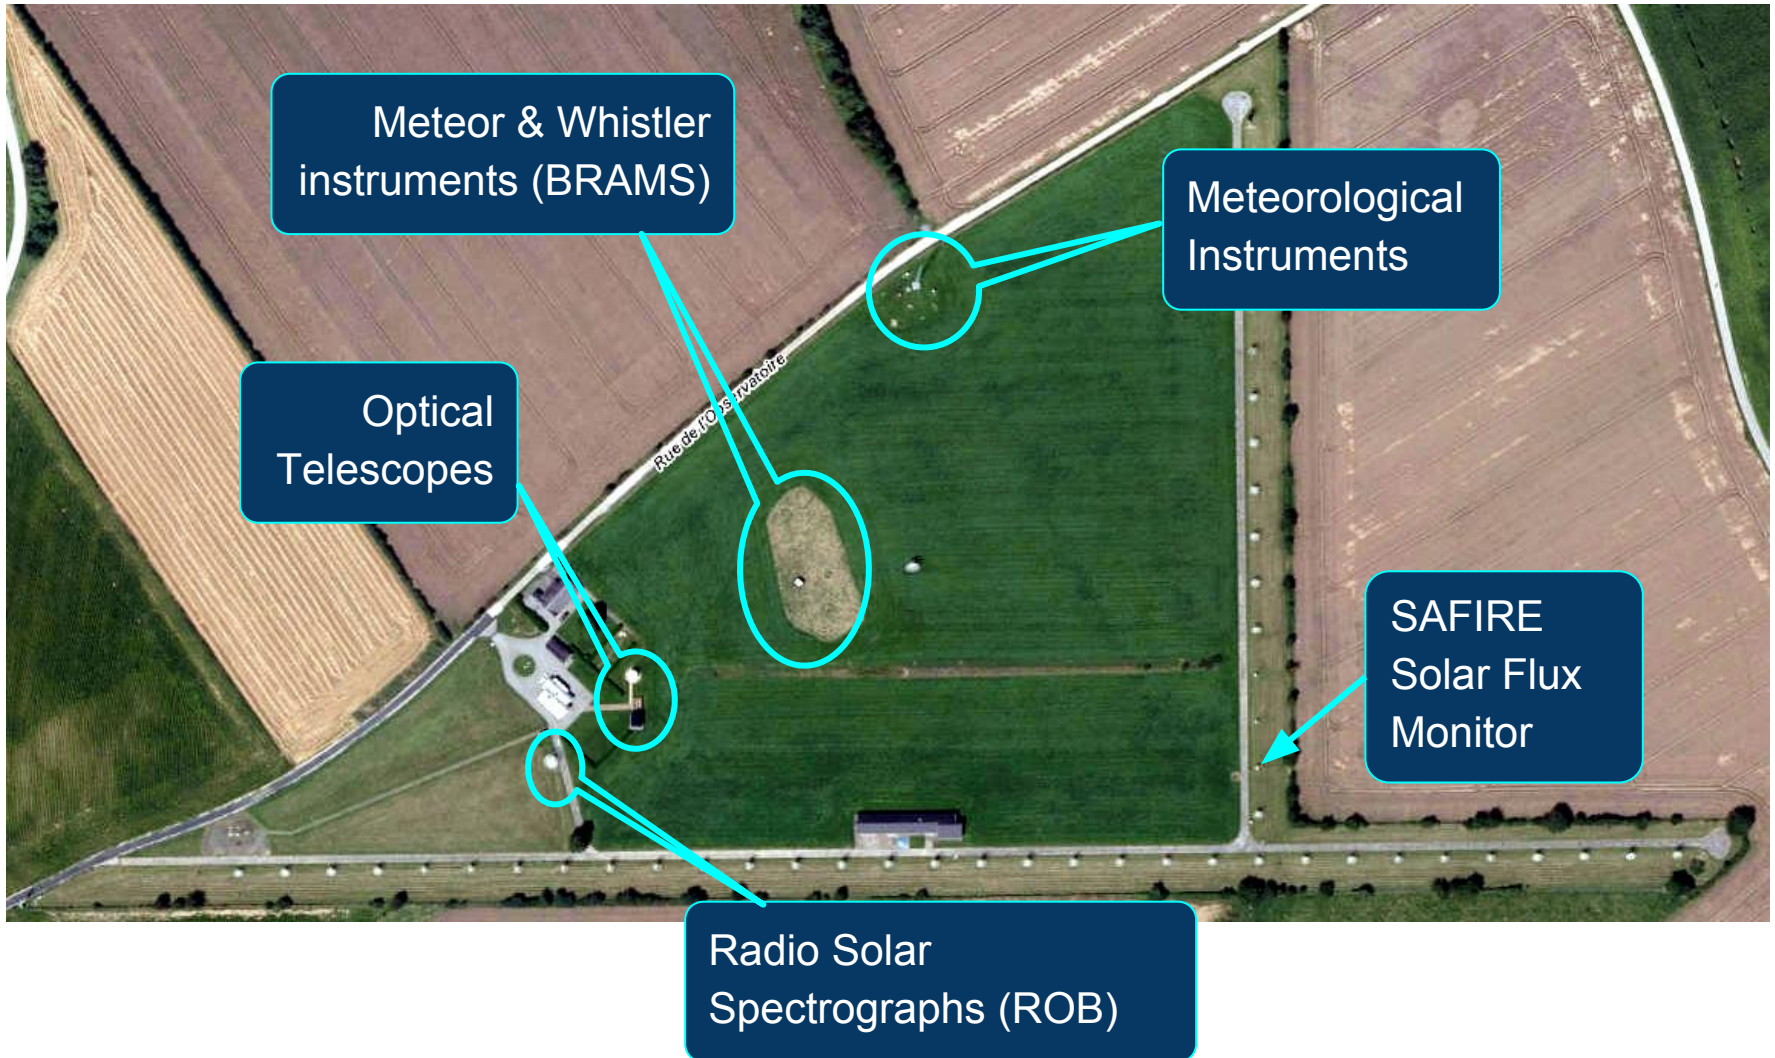 Meteor & Whistler
instruments (BRAMS)
Meteorological
Instruments
Optical
Telescopes
Rue de l'Observatoire
SAFIRE
Solar Flux
Monitor
Radio Solar
Spectrographs (ROB)